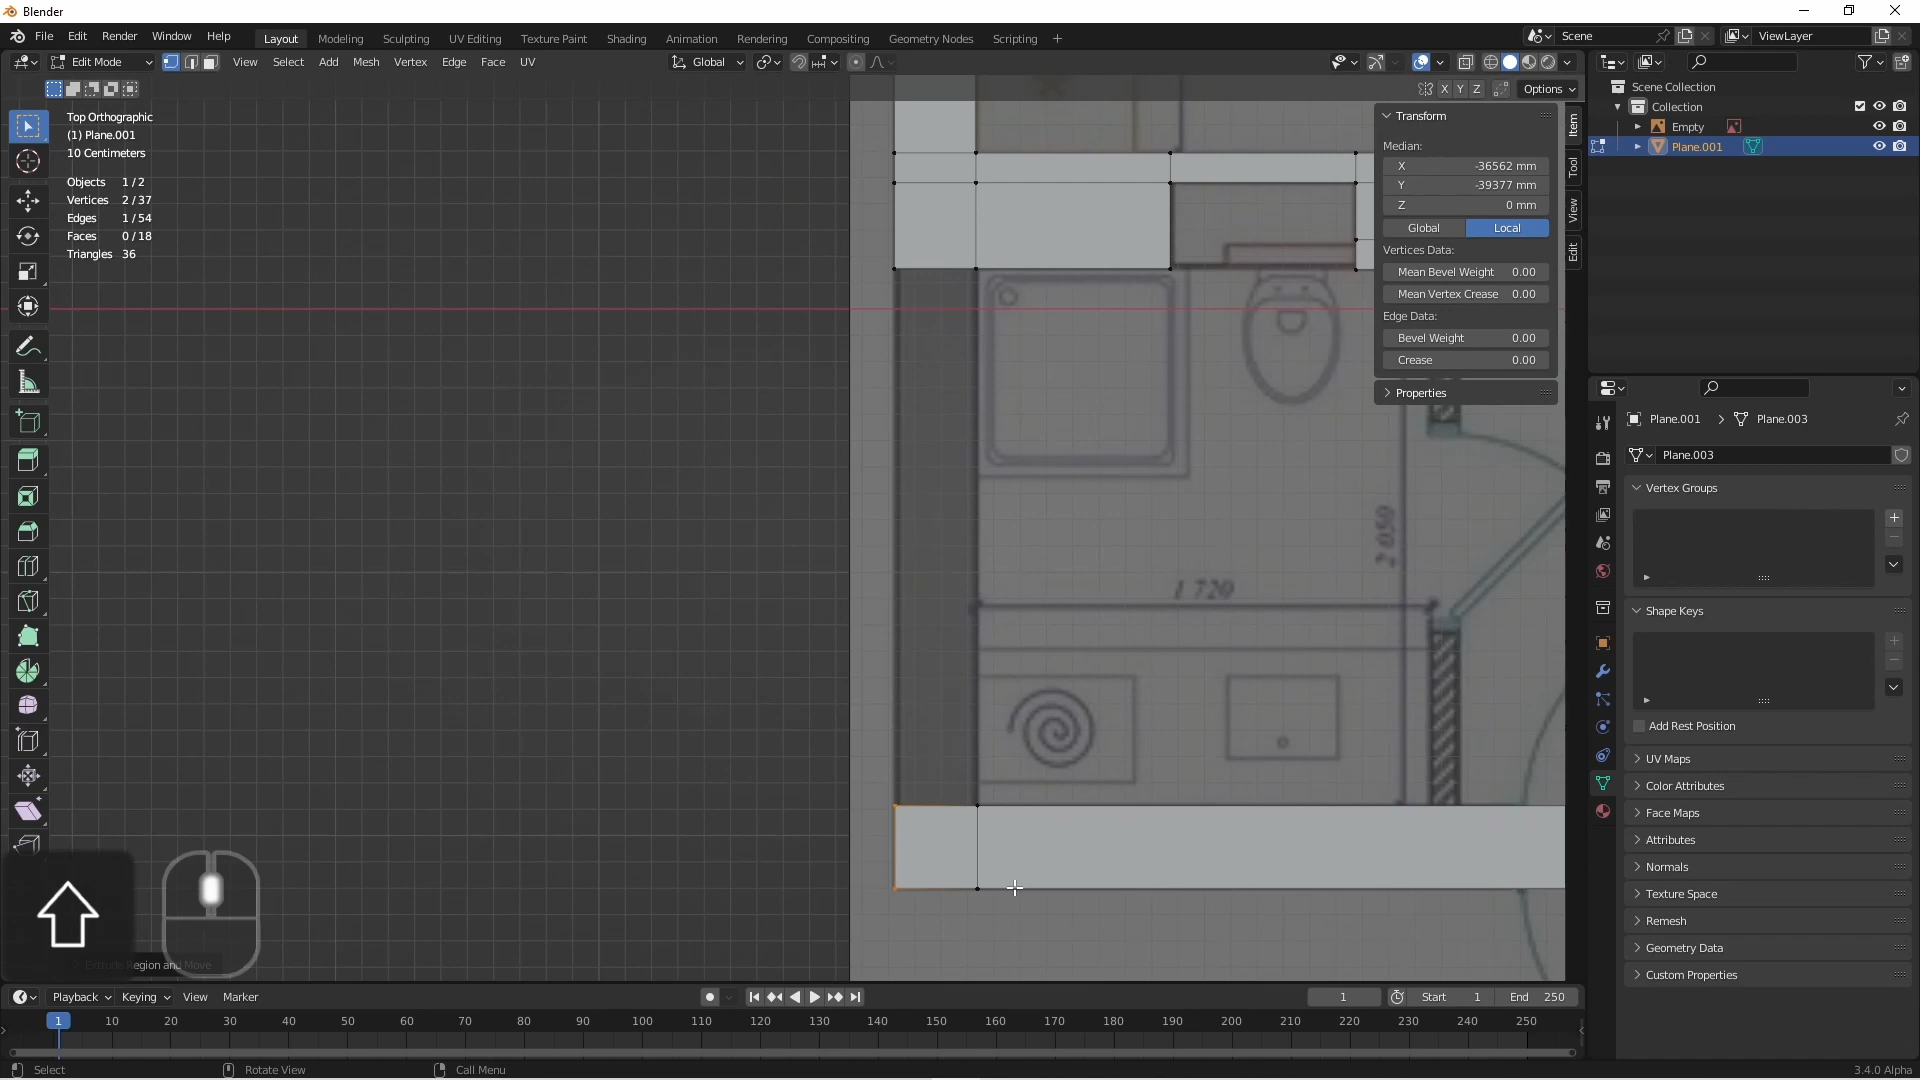 Blender
File Edit Render Window Help
Layout Modeling Sculpting UV Editing Texture Paint Shading Animation Rendering Compositing Geometry Nodes Scripting +
Scene
ViewLayer
Edit Mode View Select Add Mesh Vertex Edge Face UV
Global
X Y Z Options
Top Orthographic
(1) Plane.001
10 Centimeters
Objects 1 / 2
Vertices 2 / 37
Edges 1 / 54
Faces 0 / 18
Triangles 36
Transform
Median:
X -36562 mm
Y -39377 mm
Z 0 mm
Global Local
Vertices Data:
Mean Bevel Weight 0.00
Mean Vertex Crease 0.00
Edge Data:
Bevel Weight 0.00
Crease 0.00
Properties
Item
Tool
View
Edit
2 050
1 720
Extrude Region and Move
Scene Collection
Collection
Empty
Plane.001
Plane.001 > Plane.003
Plane.003
Vertex Groups
Shape Keys
Add Rest Position
UV Maps
Color Attributes
Face Maps
Attributes
Normals
Texture Space
Remesh
Geometry Data
Custom Properties
Playback Keying View Marker
1 Start 1 End 250
1 10 20 30 40 50 60 70 80 90 100 110 120 130 140 150 160 170 180 190 200 210 220 230 240 250
Select Rotate View Call Menu
3.4.0 Alpha